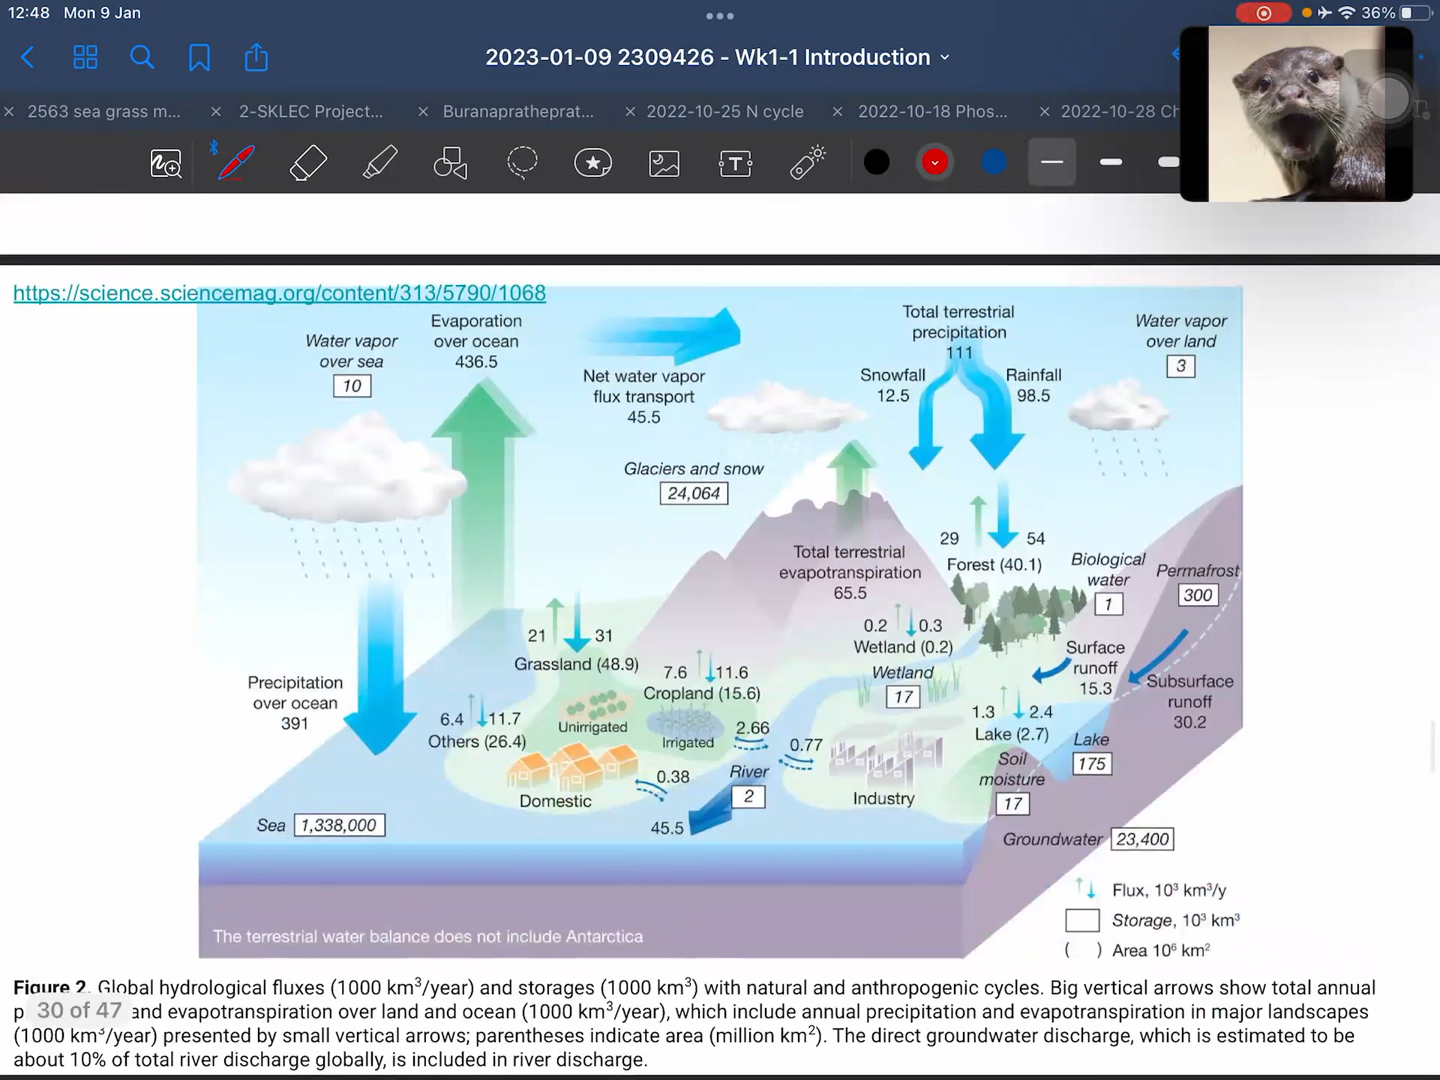 12:48 Mon 9 Jan
36%
2023-01-09 2309426 - Wk1-1 Introduction
2563 sea grass m...
2-SKLEC Project...
Buranapratheprat...
2022-10-25 N cycle
2022-10-18 Phos...
2022-10-28 Ch
https://science.sciencemag.org/content/313/5790/1068
Water vapor
over sea
10
Evaporation
over ocean
436.5
Net water vapor
flux transport
45.5
Total terrestrial
precipitation
111
Snowfall
12.5
Rainfall
98.5
Water vapor
over land
3
Glaciers and snow
24,064
Total terrestrial
evapotranspiration
65.5
29 54
Forest (40.1)
Biological
water
1
Permafrost
300
21 31
Grassland (48.9)
7.6 11.6
Cropland (15.6)
0.2 0.3
Wetland (0.2)
Wetland
17
Surface
runoff
15.3
Subsurface
runoff
30.2
Precipitation
over ocean
391
6.4 11.7
Others (26.4)
Unirrigated
Irrigated
2.66
0.77
1.3 2.4
Lake (2.7)
Lake
175
Soil
moisture
17
Domestic
0.38
River
2
45.5
Industry
Sea 1,338,000
Groundwater 23,400
Flux, 10³ km³/y
Storage, 10³ km³
( ) Area 10⁶ km²
The terrestrial water balance does not include Antarctica
Figure 2. Global hydrological fluxes (1000 km³/year) and storages (1000 km³) with natural and anthropogenic cycles. Big vertical arrows show total annual
and evapotranspiration over land and ocean (1000 km³/year), which include annual precipitation and evapotranspiration in major landscapes
(1000 km³/year) presented by small vertical arrows; parentheses indicate area (million km²). The direct groundwater discharge, which is estimated to be
about 10% of total river discharge globally, is included in river discharge.
30 of 47